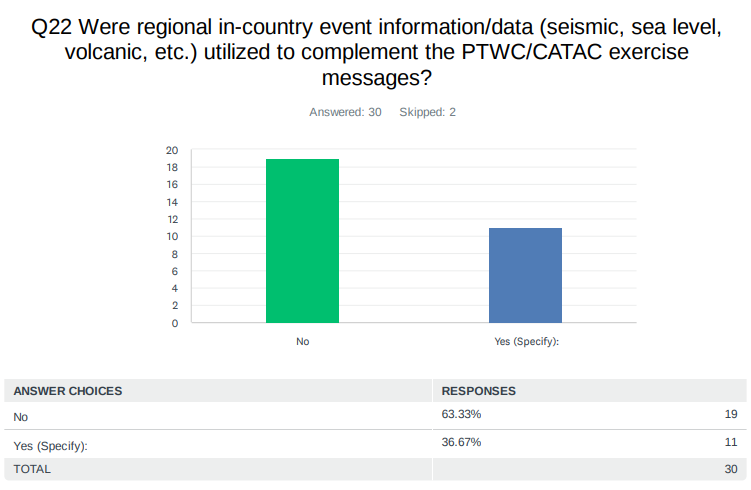 Q22 Were regional in-country event information/data (seismic, sea level,
volcanic, etc.) utilized to complement the PTWC/CATAC exercise
messages?
Answered: 30 Skipped: 2
20
18
16
14
12
10
8
6
4
2
0
No Yes (Specify):
ANSWER CHOICES RESPONSES
No 63.33% 19
Yes (Specify): 36.67% 11
TOTAL 30